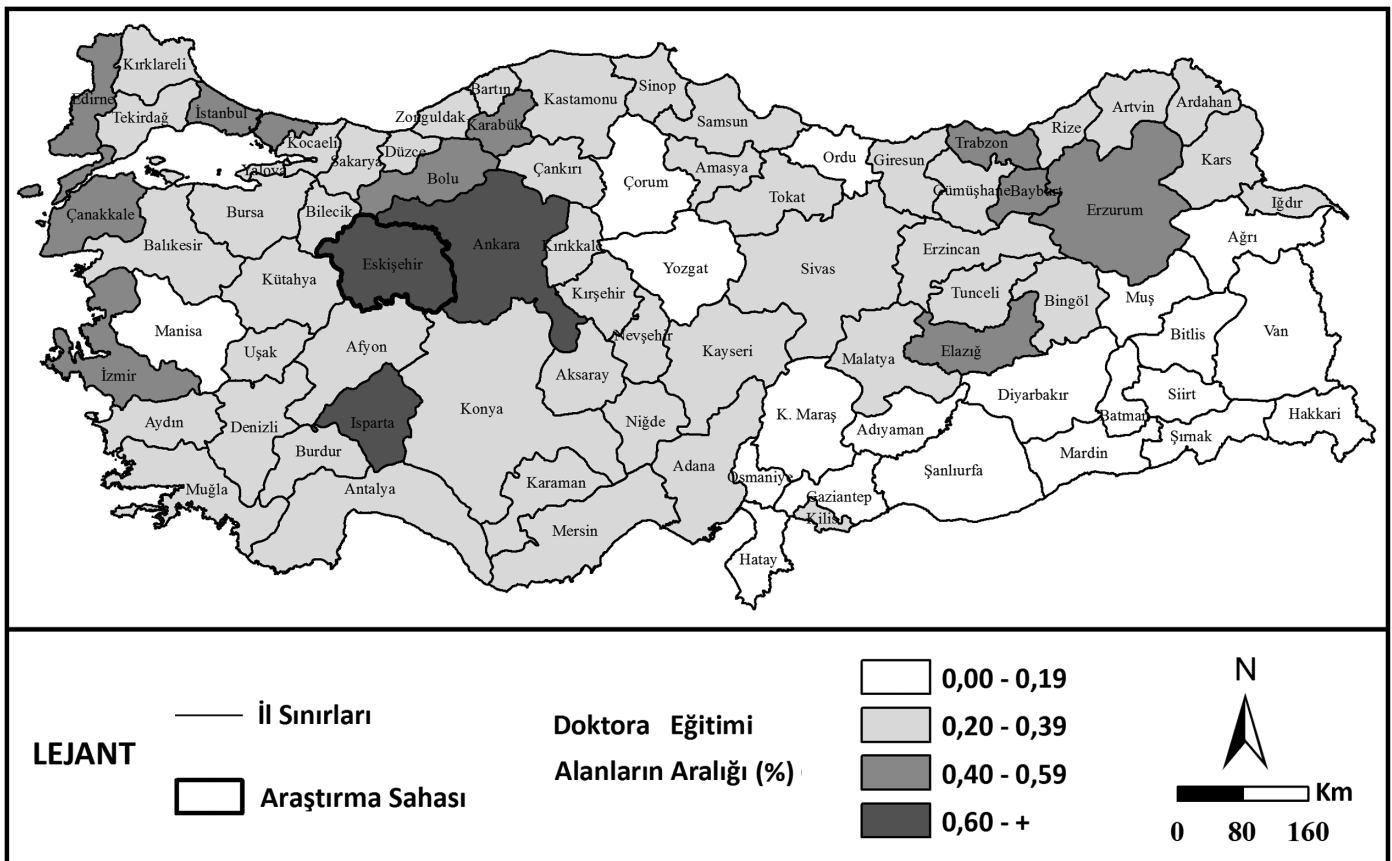 Kırklareli
Edirne
Tekirdağ
İstanbul
Kocaeli
Yalova
Sakarya
Düzce
Zonguldak
Bartın
Karabük
Kastamonu
Sinop
Samsun
Çankırı
Bolu
Çorum
Amasya
Ordu
Giresun
Tokat
Trabzon
Rize
Artvin
Ardahan
Kars
Gümüşhane
Bayburt
Erzurum
Iğdır
Ağrı
Çanakkale
Balıkesir
Bursa
Bilecik
Eskişehir
Ankara
Kırıkkale
Yozgat
Sivas
Erzincan
Tunceli
Bingöl
Muş
Bitlis
Van
Kütahya
Manisa
Uşak
Afyon
Kırşehir
Nevşehir
Kayseri
Malatya
Elazığ
İzmir
Aydın
Denizli
Isparta
Burdur
Konya
Aksaray
Niğde
K. Maraş
Adıyaman
Diyarbakır
Batman
Siirt
Şırnak
Hakkari
Mardin
Şanlıurfa
Muğla
Antalya
Karaman
Mersin
Adana
Osmaniye
Gaziantep
Kilis
Hatay
LEJANT
İl Sınırları
Araştırma Sahası
Doktora Eğitimi
Alanların Aralığı (%)
0,00 - 0,19
0,20 - 0,39
0,40 - 0,59
0,60 - +
N
Km
0 80 160